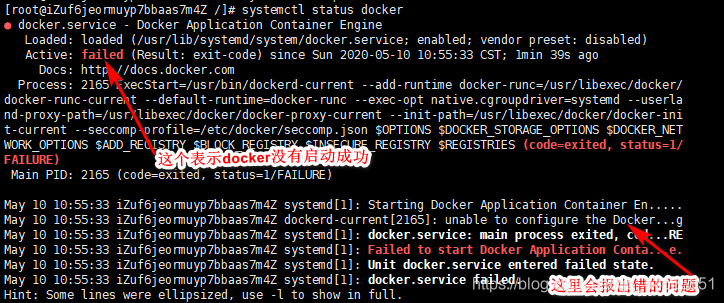 [root@iZuf6jeormuyp7bbaas7m4Z /]# systemctl status docker
● docker.service - Docker Application Container Engine
Loaded: loaded (/usr/lib/systemd/system/docker.service; enabled; vendor preset: disabled)
Active: failed (Result: exit-code) since Sun 2020-05-10 10:55:33 CST; 1min 39s ago
Docs: http://docs.docker.com
Process: 2165 ExecStart=/usr/bin/dockerd-current --add-runtime docker-runc=/usr/libexec/docker/
docker-runc-current --default-runtime=docker-runc --exec-opt native.cgroupdriver=systemd --userla
nd-proxy-path=/usr/libexec/docker/docker-proxy-current --init-path=/usr/libexec/docker/docker-ini
t-current --seccomp-profile=/etc/docker/seccomp.json $OPTIONS $DOCKER_STORAGE_OPTIONS $DOCKER_NET
WORK_OPTIONS $ADD_REGISTRY $BLOCK_REGISTRY $INSECURE_REGISTRY $REGISTRIES (code=exited, status=1/
FAILURE)
这个表示docker没有启动成功
Main PID: 2165 (code=exited, status=1/FAILURE)
May 10 10:55:33 iZuf6jeormuyp7bbaas7m4Z systemd[1]: Starting Docker Application Container En.....
May 10 10:55:33 iZuf6jeormuyp7bbaas7m4Z dockerd-current[2165]: unable to configure the Docker...g
May 10 10:55:33 iZuf6jeormuyp7bbaas7m4Z systemd[1]: docker.service: main process exited, cod...RE
May 10 10:55:33 iZuf6jeormuyp7bbaas7m4Z systemd[1]: Failed to start Docker Application Conta...e.
May 10 10:55:33 iZuf6jeormuyp7bbaas7m4Z systemd[1]: Unit docker.service entered failed state.
May 10 10:55:33 iZuf6jeormuyp7bbaas7m4Z systemd[1]: docker.service failed.
这里会报出错的问题
Hint: Some lines were ellipsized, use -l to show in full.